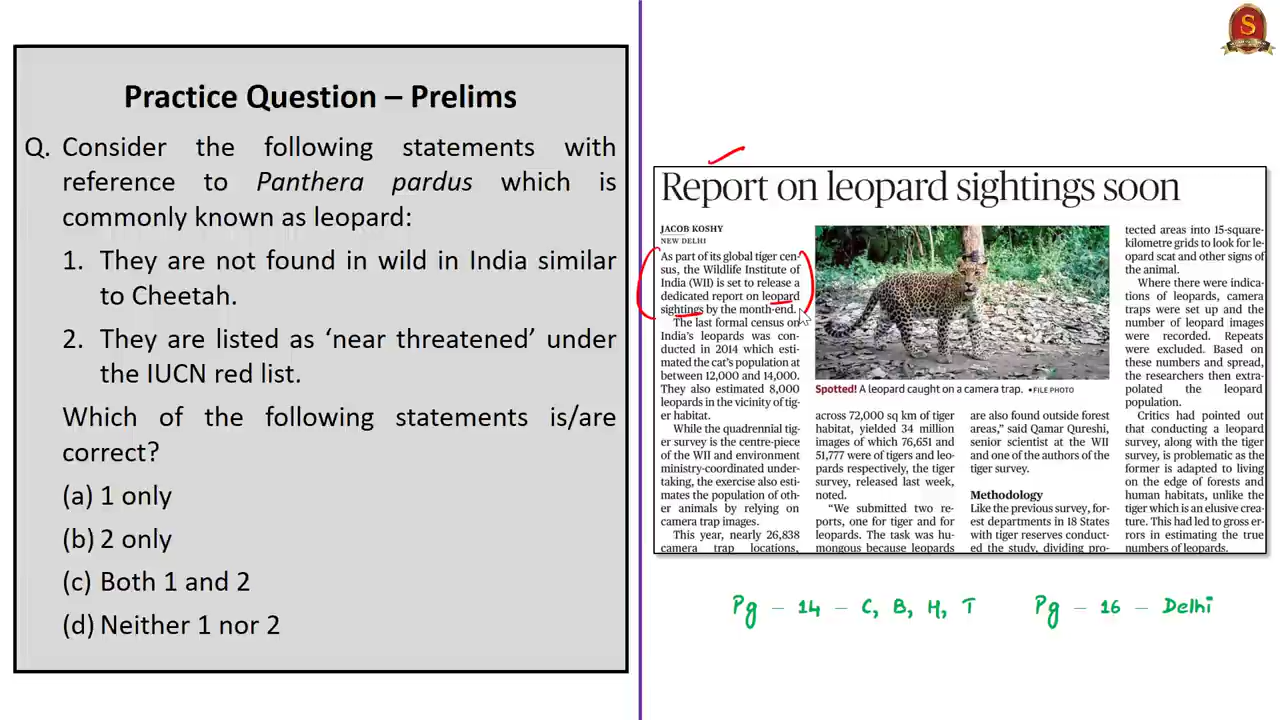 Practice Question – Prelims
Q. Consider the following statements with
reference to Panthera pardus which is
commonly known as leopard:
1. They are not found in wild in India similar
to Cheetah.
2. They are listed as ‘near threatened’ under
the IUCN red list.
Which of the following statements is/are
correct?
(a) 1 only
(b) 2 only
(c) Both 1 and 2
(d) Neither 1 nor 2
S
Report on leopard sightings soon
JACOB KOSHY
NEW DELHI
As part of its global tiger cen-
sus, the Wildlife Institute of
India (WII) is set to release a
dedicated report on leopard
sightings by the month-end.
The last formal census on
India’s leopards was con-
ducted in 2014 which esti-
mated the cat’s population at
between 12,000 and 14,000.
They also estimated 8,000
leopards in the vicinity of tig-
er habitat.
While the quadrennial tig-
er survey is the centre-piece
of the WII and environment
ministry-coordinated under-
taking, the exercise also esti-
mates the population of oth-
er animals by relying on
camera trap images.
This year, nearly 26,838
camera trap locations,
Spotted! A leopard caught on a camera trap. •FILE PHOTO
across 72,000 sq km of tiger
habitat, yielded 34 million
images of which 76,651 and
51,777 were of tigers and leo-
pards respectively, the tiger
survey, released last week,
noted.
“We submitted two re-
ports, one for tiger and for
leopards. The task was hu-
mongous because leopards
are also found outside forest
areas,” said Qamar Qureshi,
senior scientist at the WII
and one of the authors of the
tiger survey.
Methodology
Like the previous survey, for-
est departments in 18 States
with tiger reserves conduct-
ed the study, dividing pro-
tected areas into 15-square-
kilometre grids to look for le-
opard scat and other signs of
the animal.
Where there were indica-
tions of leopards, camera
traps were set up and the
number of leopard images
were recorded. Repeats
were excluded. Based on
these numbers and spread,
the researchers then extra-
polated the leopard
population.
Critics had pointed out
that conducting a leopard
survey, along with the tiger
survey, is problematic as the
former is adapted to living
on the edge of forests and
human habitats, unlike the
tiger which is an elusive crea-
ture. This had led to gross er-
rors in estimating the true
numbers of leopards.
Pg – 14 – C, B, H, T
Pg – 16 – Delhi